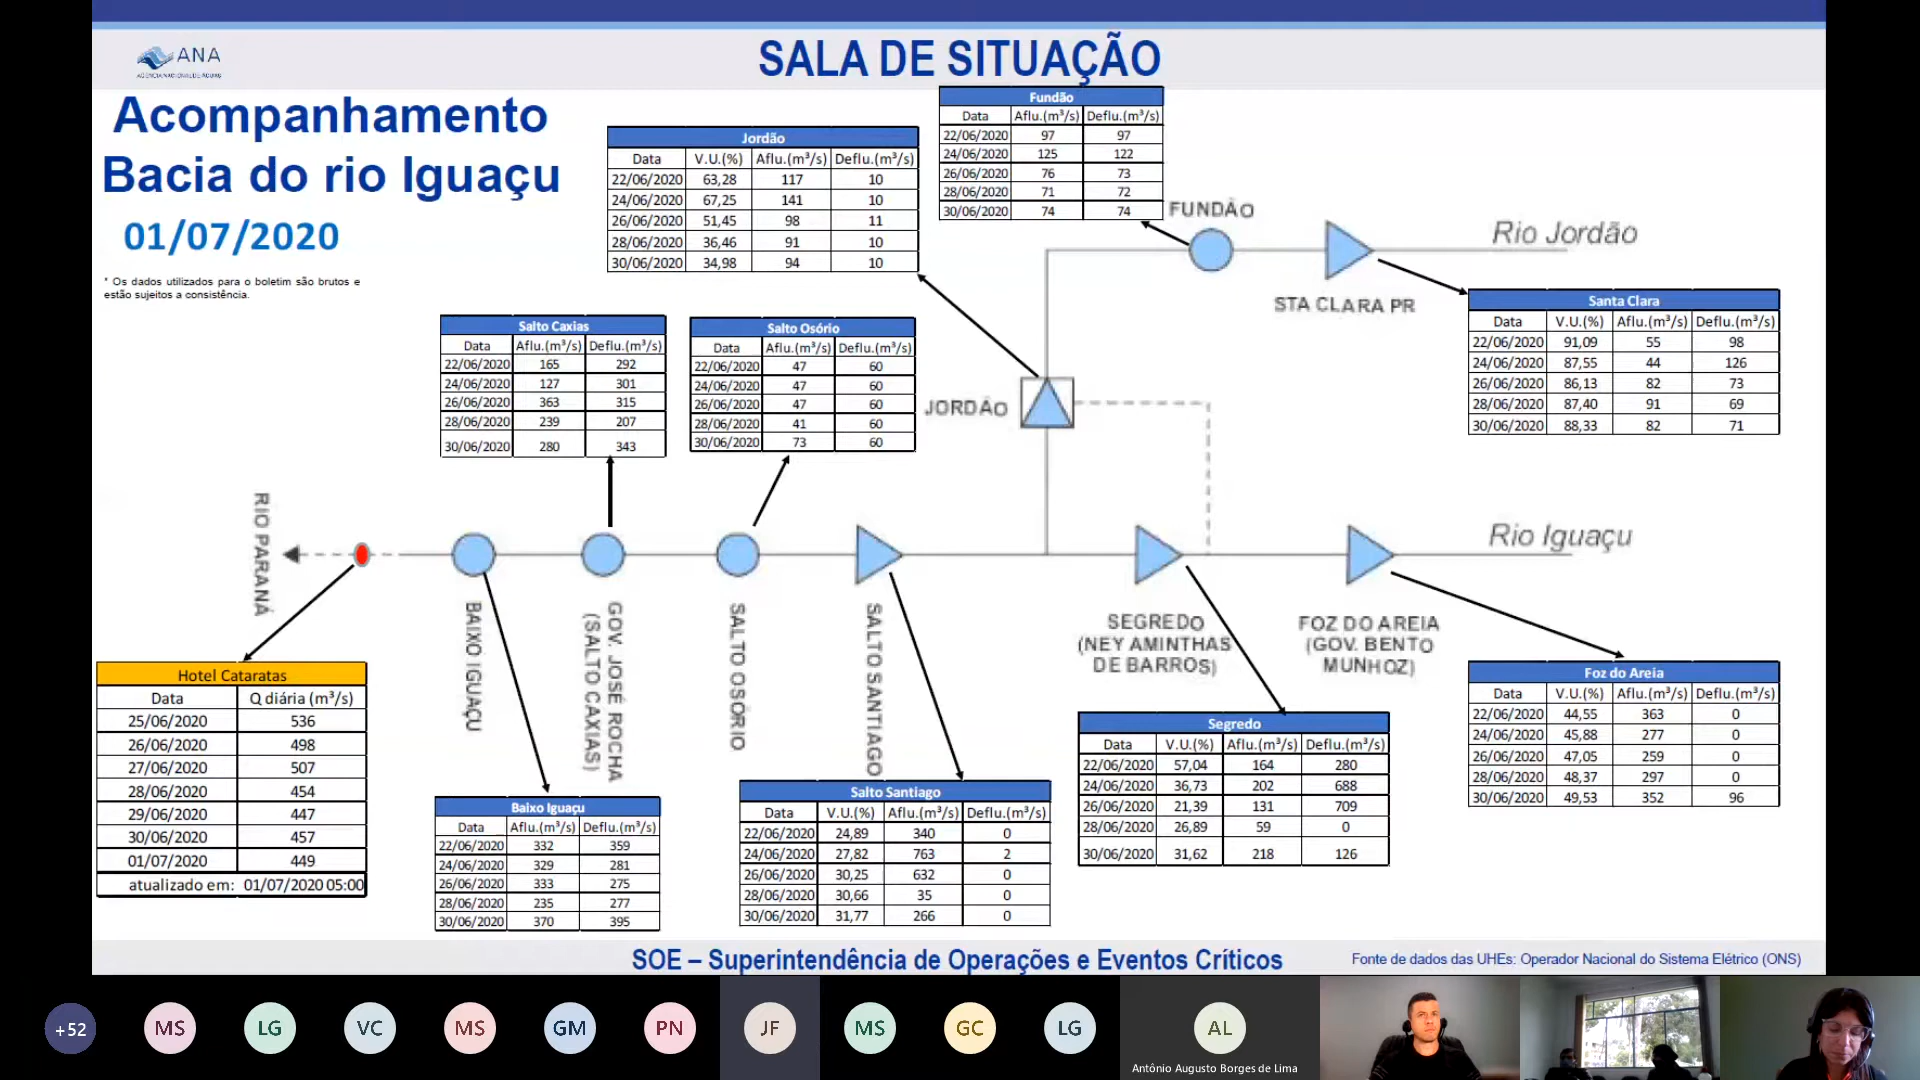 ANA
AGÊNCIA NACIONAL DE ÁGUAS
SALA DE SITUAÇÃO
Acompanhamento
Bacia do rio Iguaçu
01/07/2020
* Os dados utilizados para o boletim são brutos e
estão sujeitos a consistência.
Jordão
Data V.U.(%) Aflu.(m³/s) Deflu.(m³/s)
22/06/2020 63,28 117 10
24/06/2020 67,25 141 10
26/06/2020 51,45 98 11
28/06/2020 36,46 91 10
30/06/2020 34,98 94 10
Fundão
Data Aflu.(m³/s) Deflu.(m³/s)
22/06/2020 97 97
24/06/2020 125 122
26/06/2020 76 73
28/06/2020 71 72
30/06/2020 74 74
FUNDÃO
Rio Jordão
STA CLARA PR
Santa Clara
Data V.U.(%) Aflu.(m³/s) Deflu.(m³/s)
22/06/2020 91,09 55 98
24/06/2020 87,55 44 126
26/06/2020 86,13 82 73
28/06/2020 87,40 91 69
30/06/2020 88,33 82 71
Salto Caxias
Data Aflu.(m³/s) Deflu.(m³/s)
22/06/2020 165 292
24/06/2020 127 301
26/06/2020 363 315
28/06/2020 239 207
30/06/2020 280 343
Salto Osório
Data Aflu.(m³/s) Deflu.(m³/s)
22/06/2020 47 60
24/06/2020 47 60
26/06/2020 47 60
28/06/2020 41 60
30/06/2020 73 60
JORDÃO
RIO PARANÁ
Rio Iguaçu
BAIXO IGUAÇU
GOV. JOSÉ ROCHA
(SALTO CAXIAS)
SALTO OSÓRIO
SALTO SANTIAGO
SEGREDO
(NEY AMINTHAS
DE BARROS)
FOZ DO AREIA
(GOV. BENTO
MUNHOZ)
Hotel Cataratas
Data Q diária (m³/s)
25/06/2020 536
26/06/2020 498
27/06/2020 507
28/06/2020 454
29/06/2020 447
30/06/2020 457
01/07/2020 449
atualizado em: 01/07/2020 05:00
Baixo Iguaçu
Data Aflu.(m³/s) Deflu.(m³/s)
22/06/2020 332 359
24/06/2020 329 281
26/06/2020 333 275
28/06/2020 235 277
30/06/2020 370 395
Salto Santiago
Data V.U.(%) Aflu.(m³/s) Deflu.(m³/s)
22/06/2020 24,89 340 0
24/06/2020 27,82 763 2
26/06/2020 30,25 632 0
28/06/2020 30,66 35 0
30/06/2020 31,77 266 0
Segredo
Data V.U.(%) Aflu.(m³/s) Deflu.(m³/s)
22/06/2020 57,04 164 280
24/06/2020 36,73 202 688
26/06/2020 21,39 131 709
28/06/2020 26,89 59 0
30/06/2020 31,62 218 126
Foz do Areia
Data V.U.(%) Aflu.(m³/s) Deflu.(m³/s)
22/06/2020 44,55 363 0
24/06/2020 45,88 277 0
26/06/2020 47,05 259 0
28/06/2020 48,37 297 0
30/06/2020 49,53 352 96
SOE – Superintendência de Operações e Eventos Críticos
Fonte de dados das UHEs: Operador Nacional do Sistema Elétrico (ONS)
+52 MS LG VC MS GM PN JF MS GC LG AL
Antônio Augusto Borges de Lima